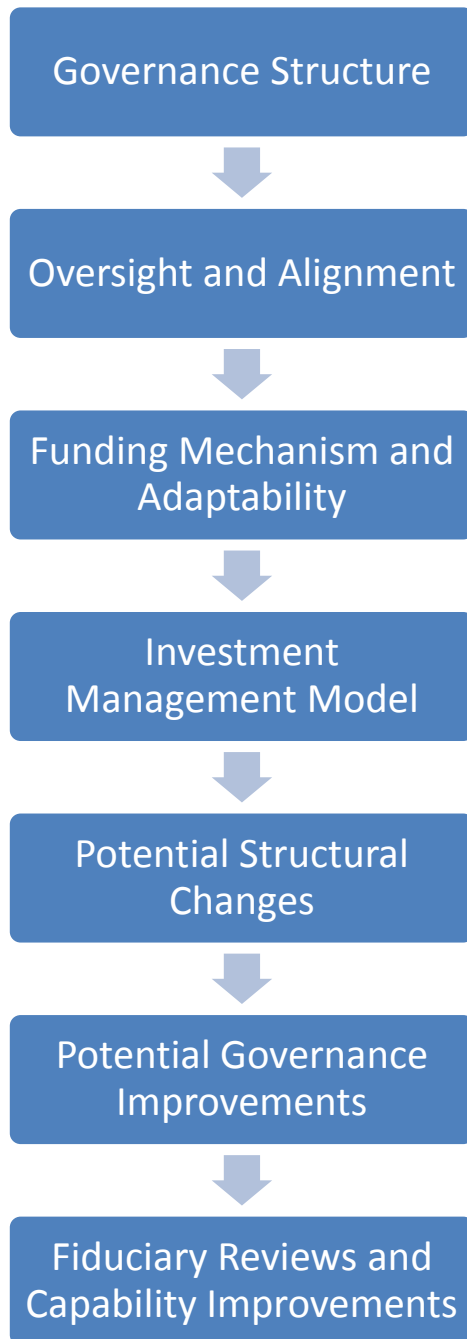 Governance Structure
Oversight and Alignment
Funding Mechanism and
Adaptability
Investment
Management Model
Potential Structural
Changes
Potential Governance
Improvements
Fiduciary Reviews and
Capability Improvements